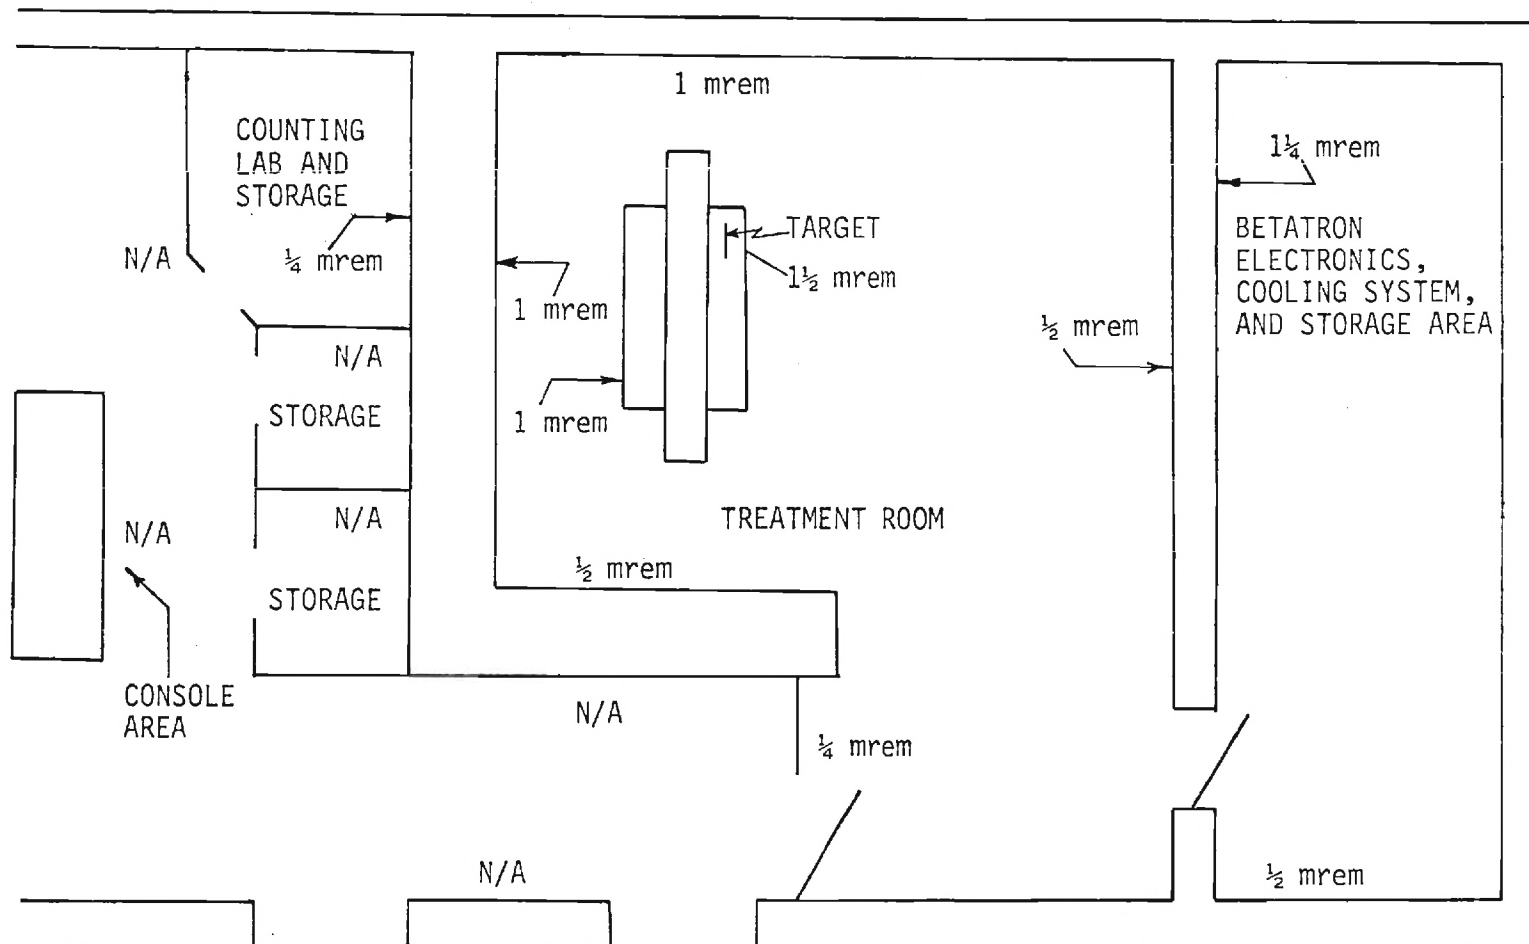 1 mrem
COUNTING
LAB AND
STORAGE
1¼ mrem
TARGET
BETATRON
ELECTRONICS,
COOLING SYSTEM,
AND STORAGE AREA
N/A
¼ mrem
1½ mrem
1 mrem
½ mrem
N/A
STORAGE
1 mrem
N/A
N/A
TREATMENT ROOM
½ mrem
STORAGE
CONSOLE
AREA
N/A
¼ mrem
N/A
½ mrem